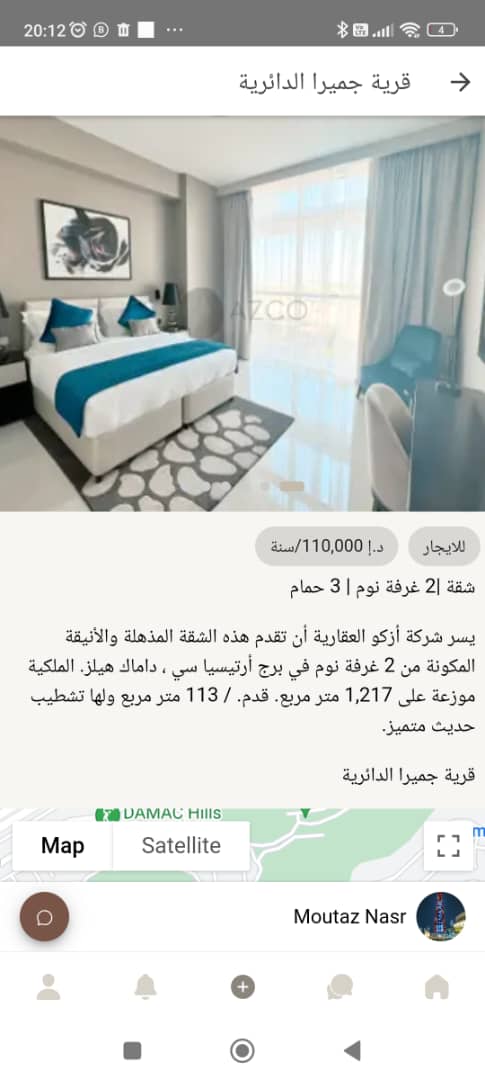 20:12
4
قرية جميرا الدائرية
AZCO
للايجار
د.إ 110,000/سنة
شقة |2 غرفة نوم | 3 حمام
يسر شركة أزكو العقارية أن تقدم هذه الشقة المذهلة والأنيقة
المكونة من 2 غرفة نوم في برج أرتيسيا سي ، داماك هيلز. الملكية
موزعة على 1,217 متر مربع. قدم. / 113 متر مربع ولها تشطيب
حديث متميز.
قرية جميرا الدائرية
DAMAC Hills
Map
Satellite
Moutaz Nasr